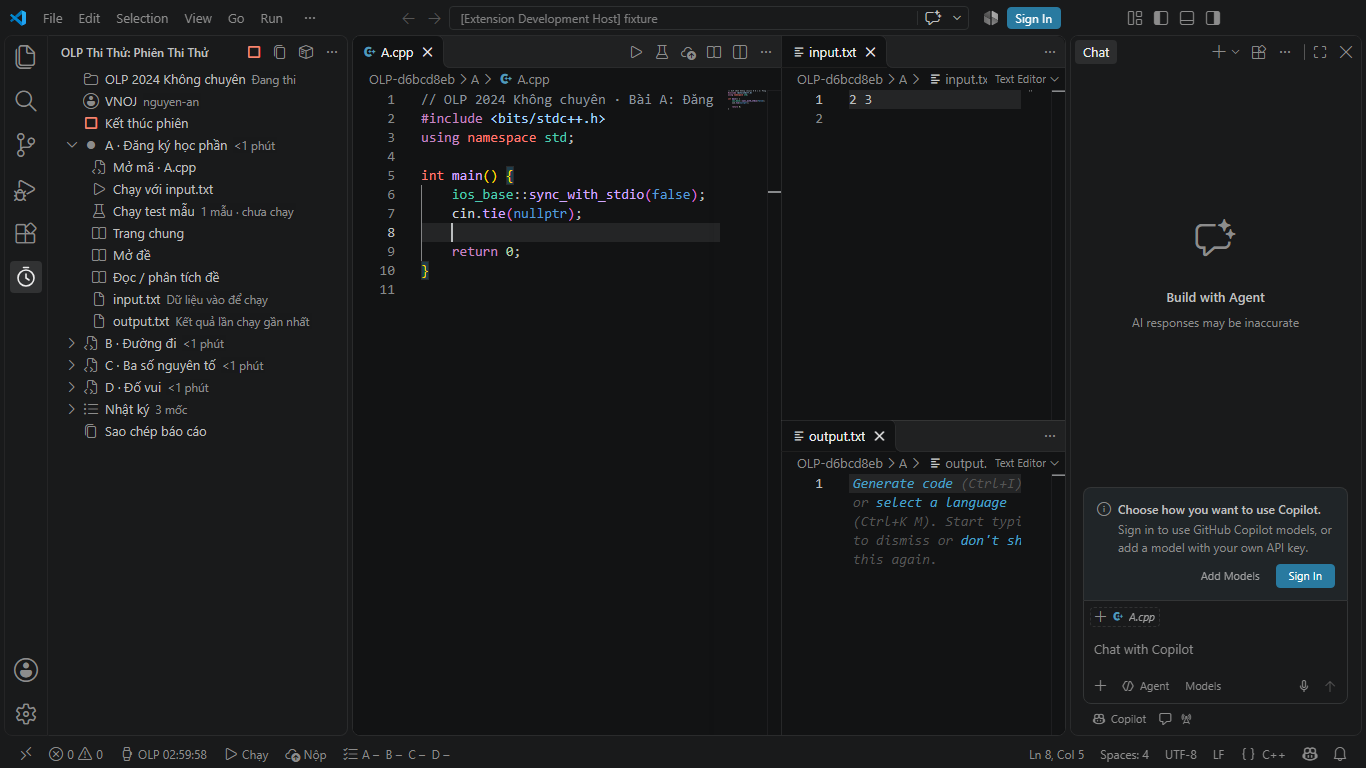 File Edit Selection View Go Run ···
[Extension Development Host] fixture
Sign In
OLP Thi Thử: Phiên Thi Thử
OLP 2024 Không chuyên Đang thi
VNOJ nguyen-an
Kết thúc phiên
A · Đăng ký học phần <1 phút
Mở mã · A.cpp
Chạy với input.txt
Chạy test mẫu 1 mẫu · chưa chạy
Trang chung
Mở đề
Đọc / phân tích đề
input.txt Dữ liệu vào để chạy
output.txt Kết quả lần chạy gần nhất
B · Đường đi <1 phút
C · Ba số nguyên tố <1 phút
D · Đố vui <1 phút
Nhật ký 3 mốc
Sao chép báo cáo
A.cpp
OLP-d6bcd8eb > A > A.cpp
1 // OLP 2024 Không chuyên · Bài A: Đăng
2 #include <bits/stdc++.h>
3 using namespace std;
4
5 int main() {
6 ios_base::sync_with_stdio(false);
7 cin.tie(nullptr);
8
9 return 0;
10 }
11
input.txt
OLP-d6bcd8eb > A > input.tx Text Editor
1 2 3
2
output.txt
OLP-d6bcd8eb > A > output. Text Editor
1 Generate code (Ctrl+I)
or select a language
(Ctrl+K M). Start typi
to dismiss or don't sh
this again.
Chat
Build with Agent
AI responses may be inaccurate
Choose how you want to use Copilot.
Sign in to use GitHub Copilot models, or
add a model with your own API key.
Add Models Sign In
A.cpp
Chat with Copilot
Agent Models
Copilot
0 0 OLP 02:59:58 Chạy Nộp A – B – C – D –
Ln 8, Col 5 Spaces: 4 UTF-8 LF { } C++